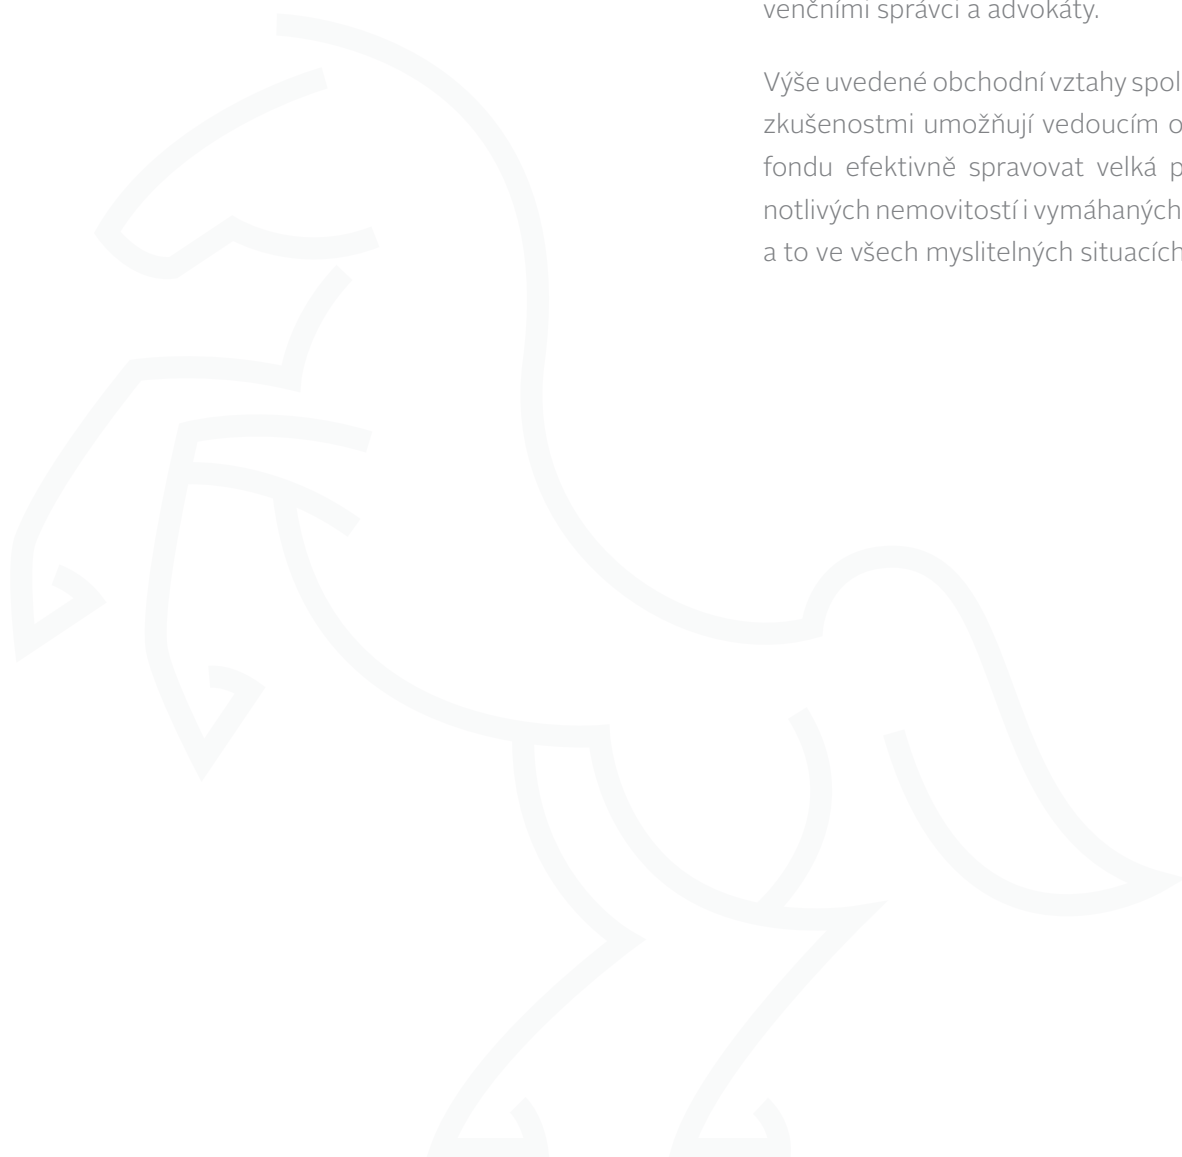 venčními správci a advokáty.
Výše uvedené obchodní vztahy spol
zkušenostmi umožňují vedoucím o
fondu efektivně spravovat velká p
notlivých nemovitostí i vymáhaných
a to ve všech myslitelných situacích